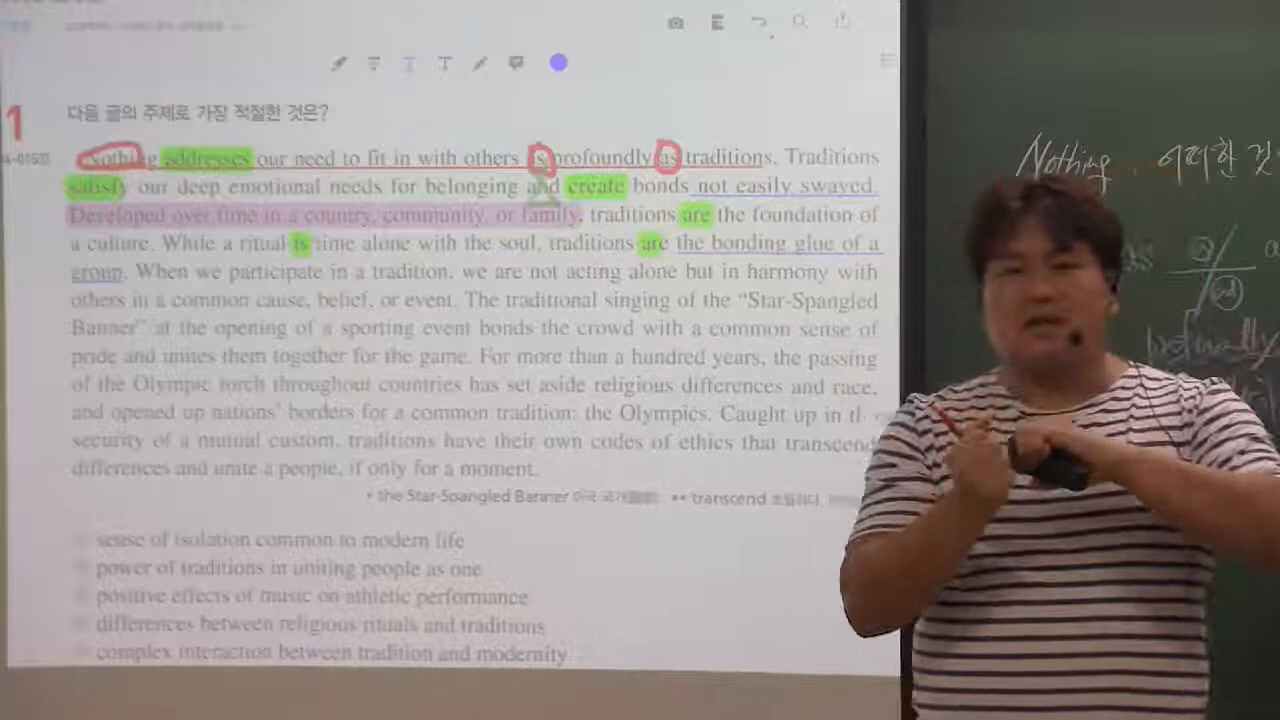 1
다음 글의 주제로 가장 적절한 것은?
Nothing addresses our need to fit in with others as profoundly as traditions. Traditions
satisfy our deep emotional needs for belonging and create bonds not easily swayed.
Developed over time in a country, community, or family, traditions are the foundation of
a culture. While a ritual is time alone with the soul, traditions are the bonding glue of a
group. When we participate in a tradition, we are not acting alone but in harmony with
others in a common cause, belief, or event. The traditional singing of the “Star-Spangled
Banner” at the opening of a sporting event bonds the crowd with a common sense of
pride and unites them together for the game. For more than a hundred years, the passing
of the Olympic torch throughout countries has set aside religious differences and race,
and opened up nations’ borders for a common tradition: the Olympics. Caught up in
security of a mutual custom, traditions have their own codes of ethics that transcend
differences and unite a people, if only for a moment.
* the Star-Spangled Banner 미국 국가 ** transcend 초월하다
sense of isolation common to modern life
power of traditions in uniting people as one
positive effects of music on athletic performance
differences between religious rituals and traditions
complex interaction between tradition and modernity
Nothing 어떠한 것
as